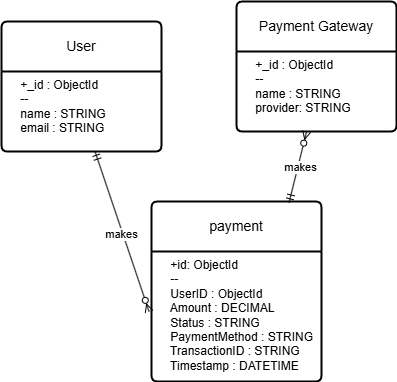 User
+_id : ObjectId
--
name : STRING
email : STRING
Payment Gateway
+_id : ObjectId
--
name : STRING
provider: STRING
makes
makes
payment
+id: ObjectId
--
UserID : ObjectId
Amount : DECIMAL
Status : STRING
PaymentMethod : STRING
TransactionID : STRING
Timestamp : DATETIME